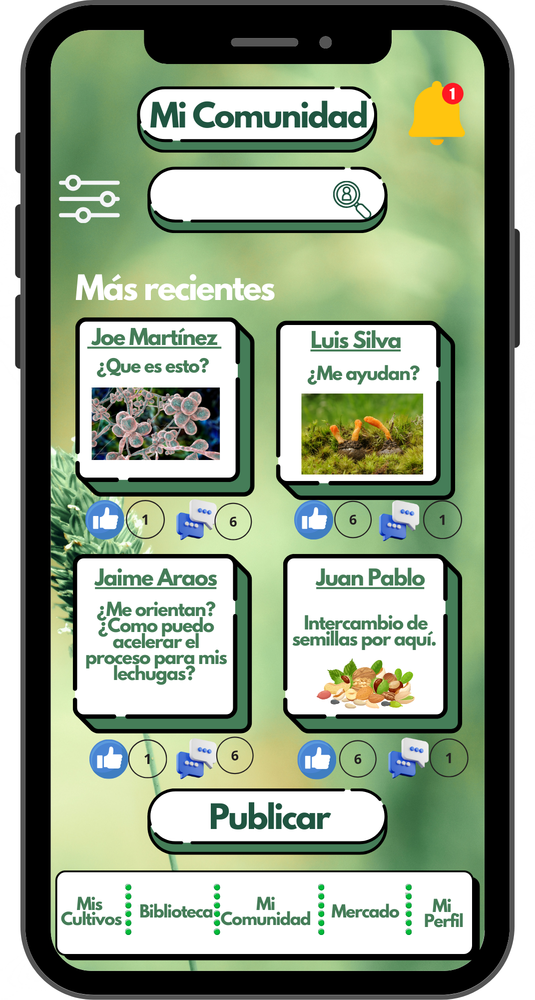 Mi Comunidad
1
Más recientes
Joe Martínez
¿Que es esto?
Luis Silva
¿Me ayudan?
1
6
6
1
Jaime Araos
¿Me orientan?
¿Como puedo
acelerar el
proceso para mis
lechugas?
Juan Pablo
Intercambio de
semillas por aquí.
1
6
6
1
Publicar
Mis
Cultivos
Biblioteca
Mi
Comunidad
Mercado
Mi
Perfil